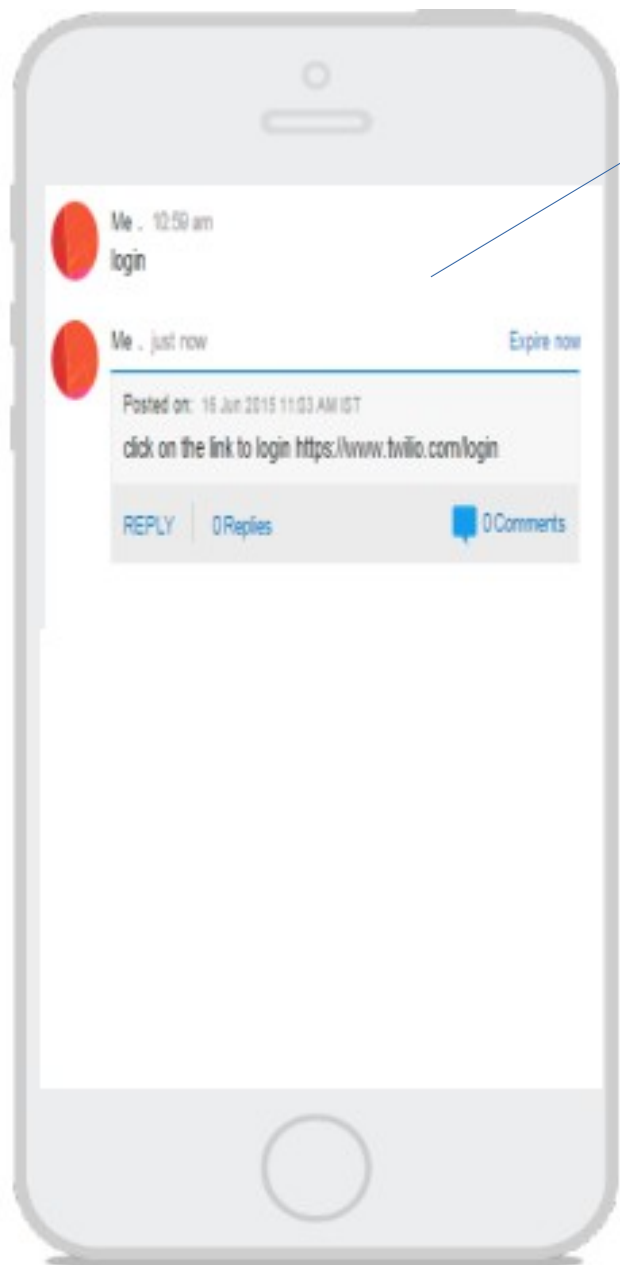 Me . 10:59 am
login
Me . just now Expire now
Posted on: 16 Jun 2015 11:03 AM IST
click on the link to login https://www.twilio.com/login
REPLY 0 Replies 0 Comments